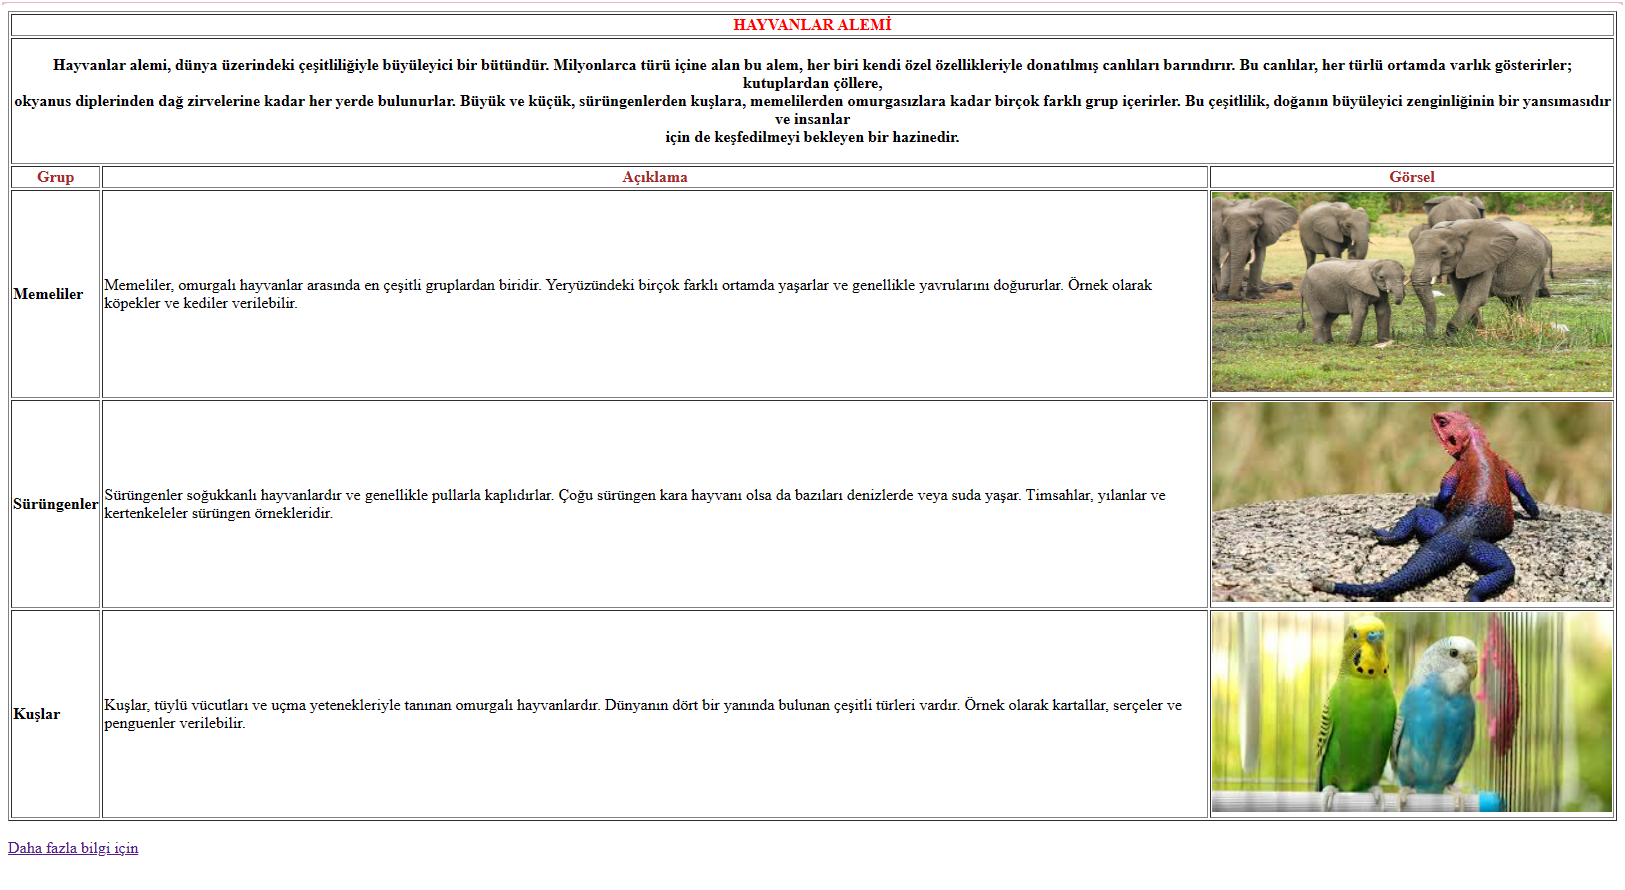 HAYVANLAR ALEMİ
Hayvanlar alemi, dünya üzerindeki çeşitliliğiyle büyüleyici bir bütündür. Milyonlarca türü içine alan bu alem, her biri kendi özel özellikleriyle donatılmış canlıları barındırır. Bu canlılar, her türlü ortamda varlık gösterirler;
kutuplardan çöllere,
okyanus diplerinden dağ zirvelerine kadar her yerde bulunurlar. Büyük ve küçük, sürüngenlerden kuşlara, memelilerden omurgasızlara kadar birçok farklı grup içerirler. Bu çeşitlilik, doğanın büyüleyici zenginliğinin bir yansımasıdır
ve insanlar
için de keşfedilmeyi bekleyen bir hazinedir.
Grup Açıklama Görsel
Memeliler
Memeliler, omurgalı hayvanlar arasında en çeşitli gruplardan biridir. Yeryüzündeki birçok farklı ortamda yaşarlar ve genellikle yavrularını doğururlar. Örnek olarak
köpekler ve kediler verilebilir.
Sürüngenler
Sürüngenler soğukkanlı hayvanlardır ve genellikle pullarla kaplıdırlar. Çoğu sürüngen kara hayvanı olsa da bazıları denizlerde veya suda yaşar. Timsahlar, yılanlar ve
kertenkeleler sürüngen örnekleridir.
Kuşlar
Kuşlar, tüylü vücutları ve uçma yetenekleriyle tanınan omurgalı hayvanlardır. Dünyanın dört bir yanında bulunan çeşitli türleri vardır. Örnek olarak kartallar, serçeler ve
penguenler verilebilir.
Daha fazla bilgi için